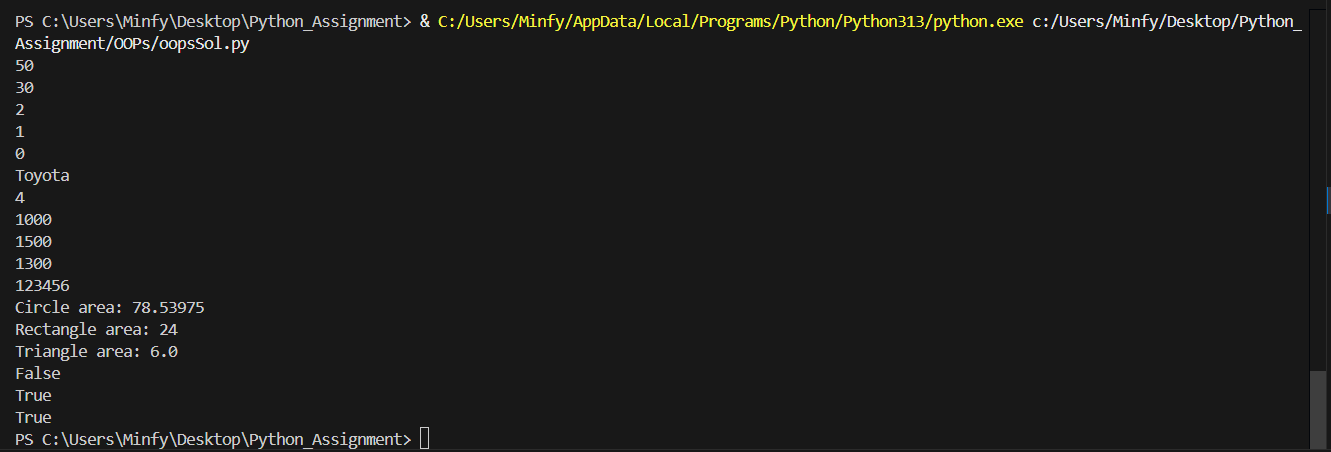 PS C:\Users\Minfy\Desktop\Python_Assignment> & C:/Users/Minfy/AppData/Local/Programs/Python/Python313/python.exe c:/Users/Minfy/Desktop/Python_
Assignment/OOPs/oopsSol.py
50
30
2
1
0
Toyota
4
1000
1500
1300
123456
Circle area: 78.53975
Rectangle area: 24
Triangle area: 6.0
False
True
True
PS C:\Users\Minfy\Desktop\Python_Assignment>